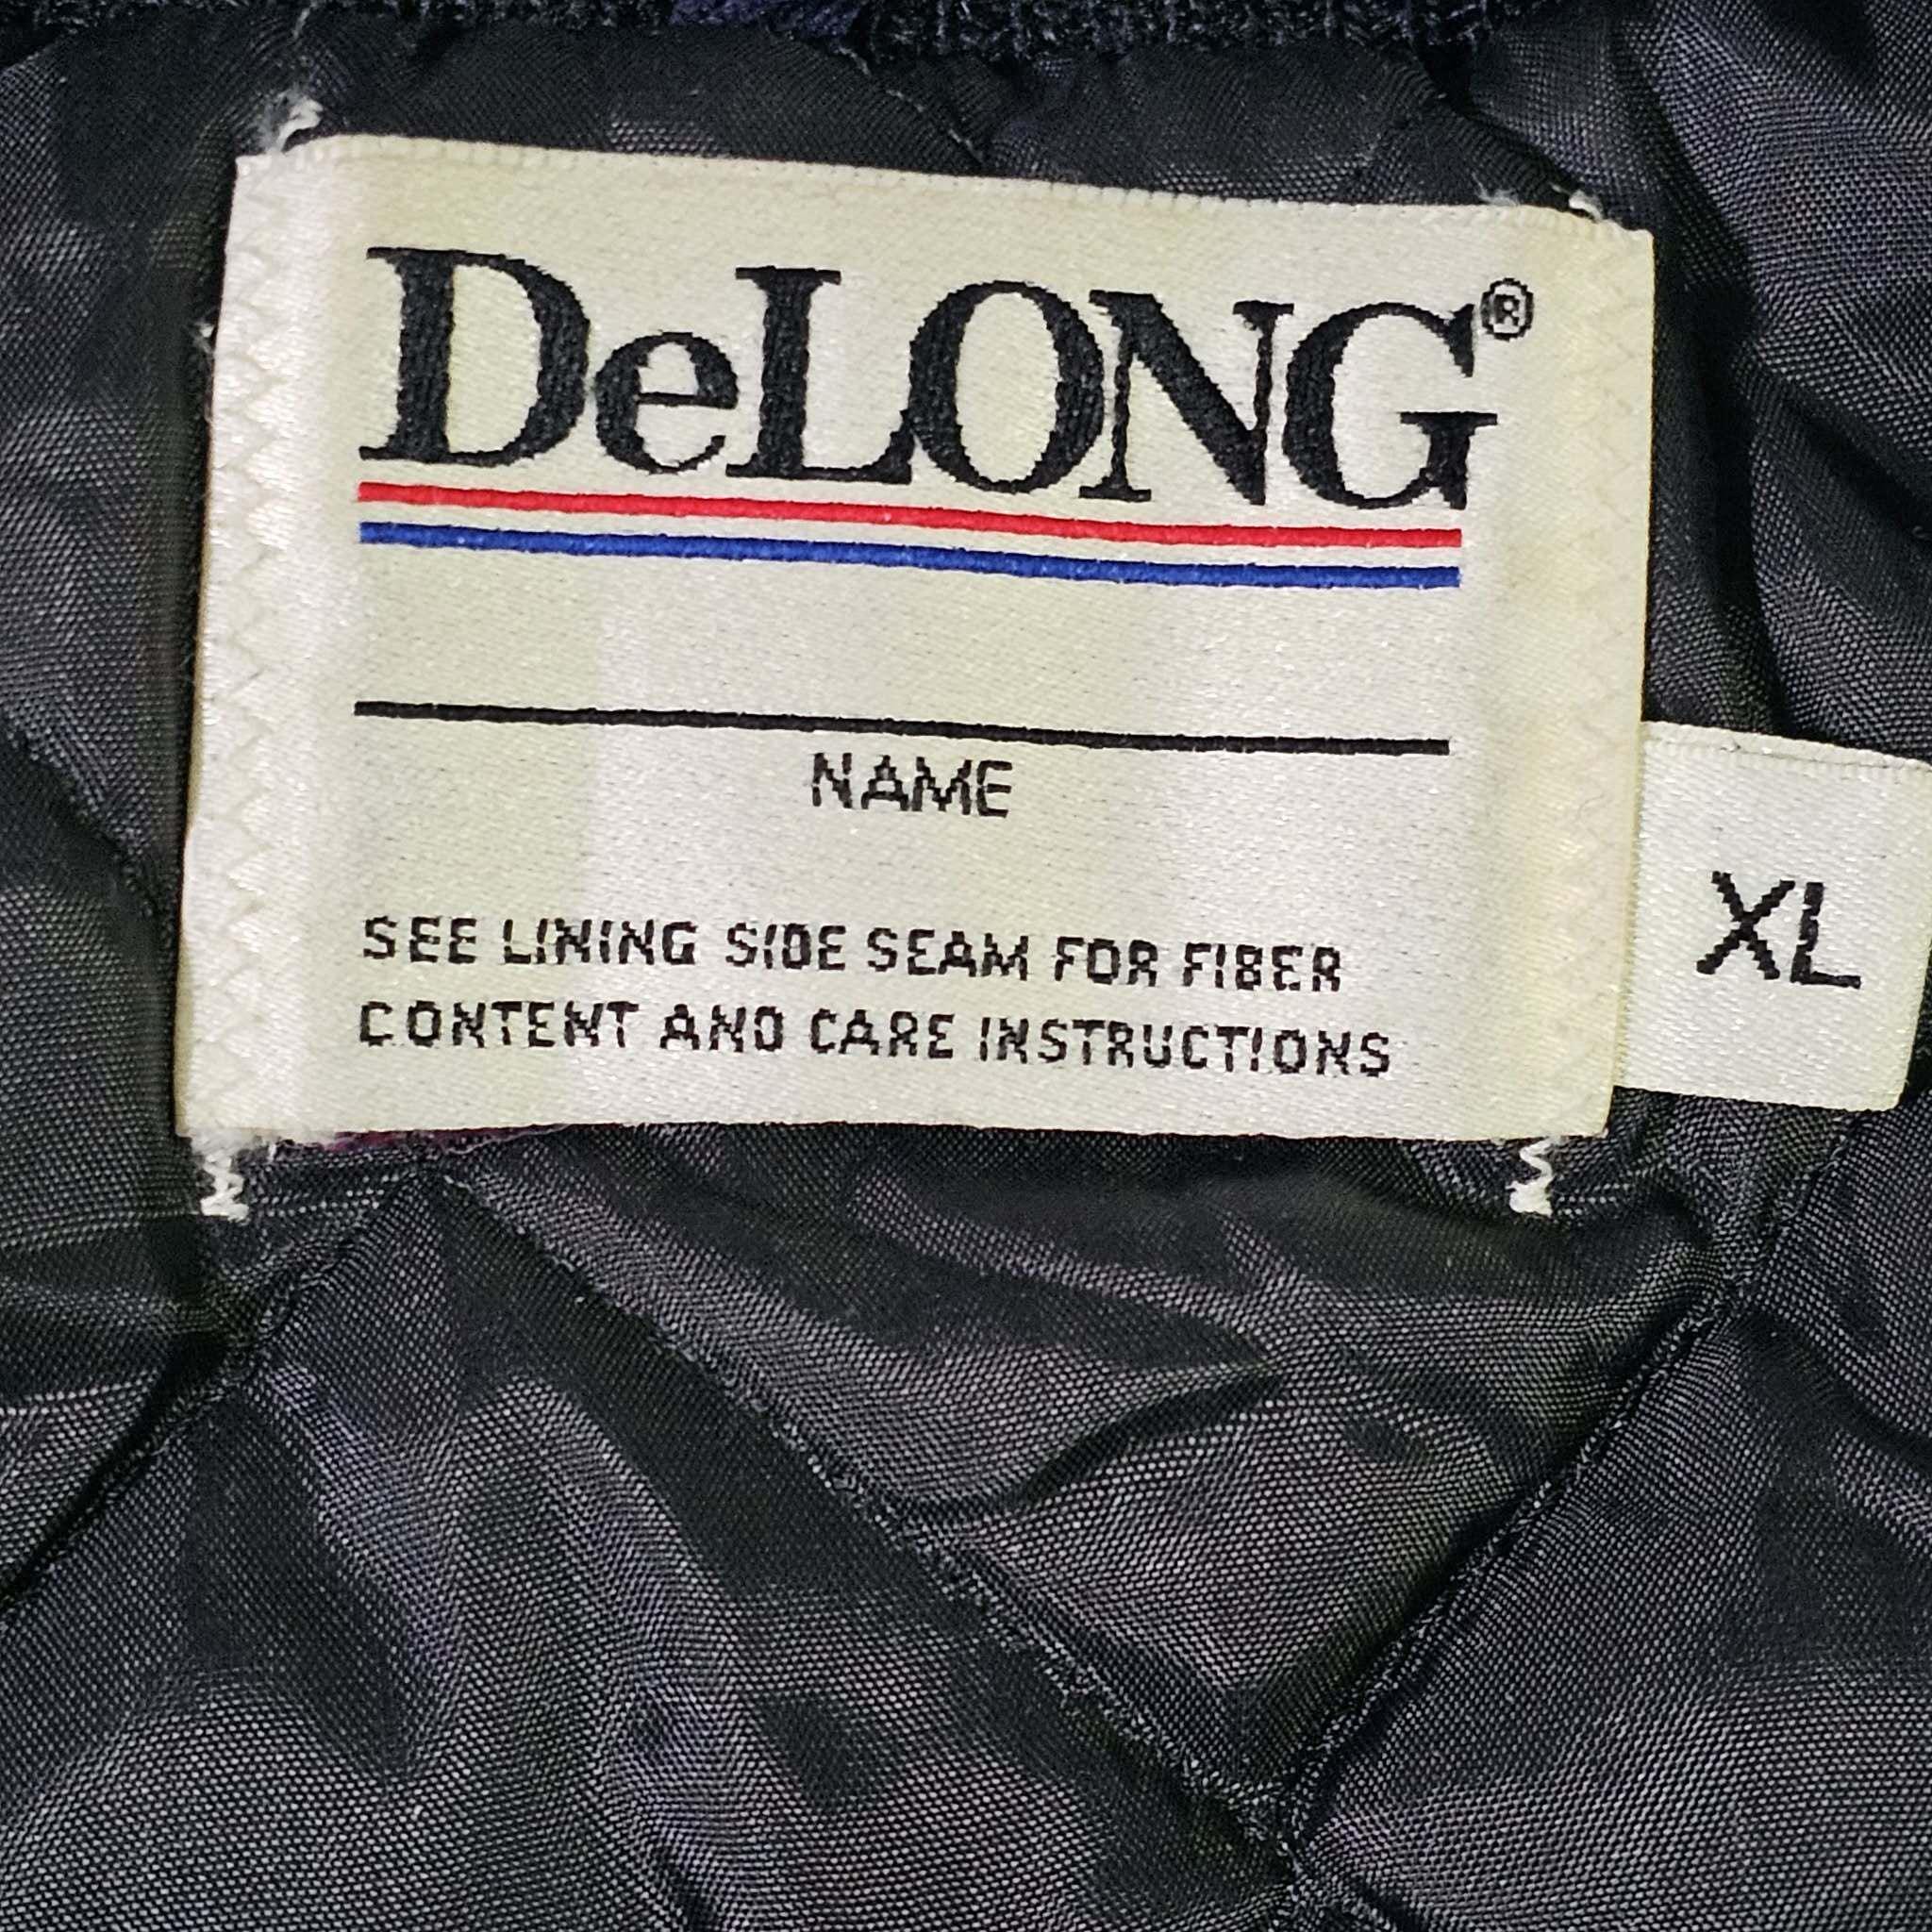 DeLONG®
NAME
XL
SEE LINING SIDE SEAM FOR FIBER
CONTENT AND CARE INSTRUCTIONS